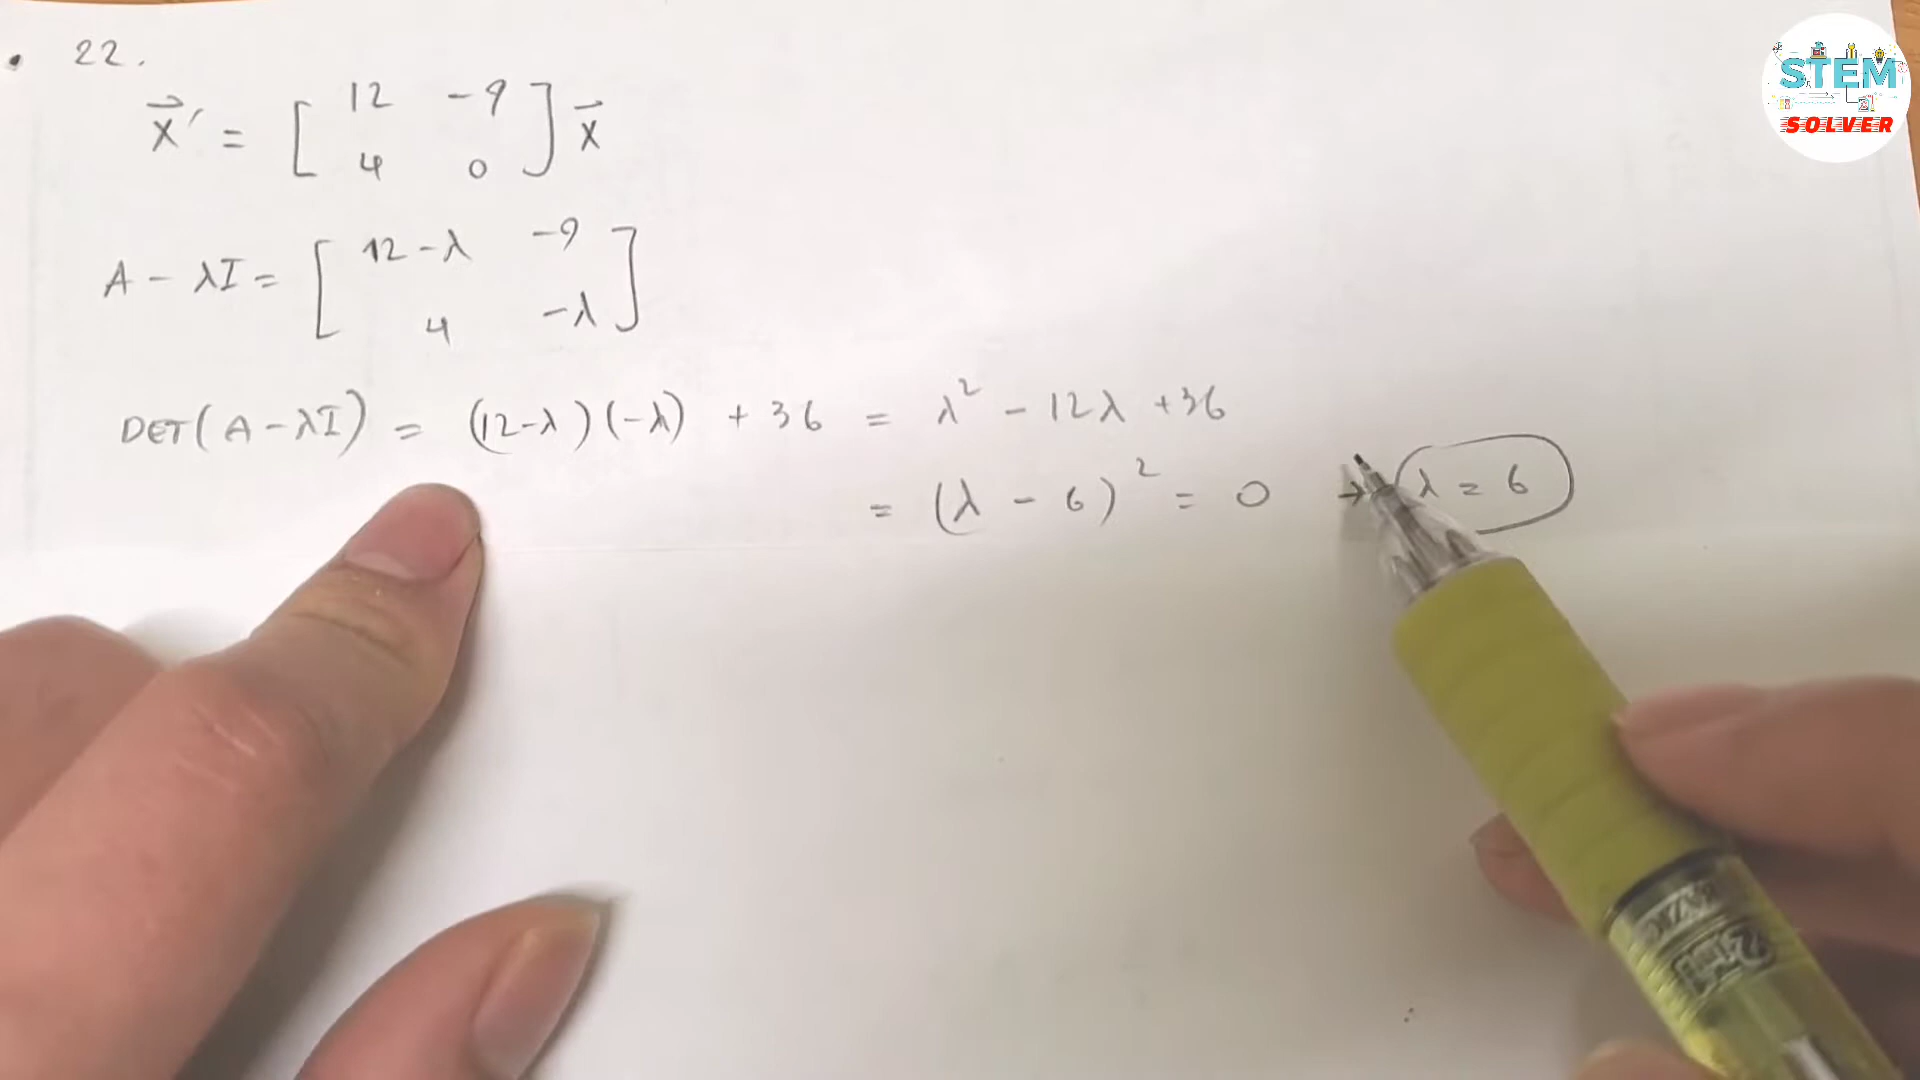 22.
x⃗′ = [ 12 -9
4 0 ] x⃗
A - λI = [ 12-λ -9
4 -λ ]
DET(A-λI) = (12-λ)(-λ) + 36 = λ² - 12λ + 36
= (λ - 6)² = 0 → λ = 6
STEM
SOLVER